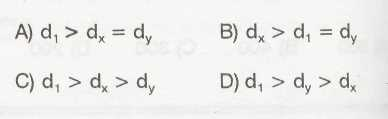 A) d₁ > dₓ = dᵧ B) dₓ > d₁ = dᵧ
C) d₁ > dₓ > dᵧ D) d₁ > dᵧ > dₓ